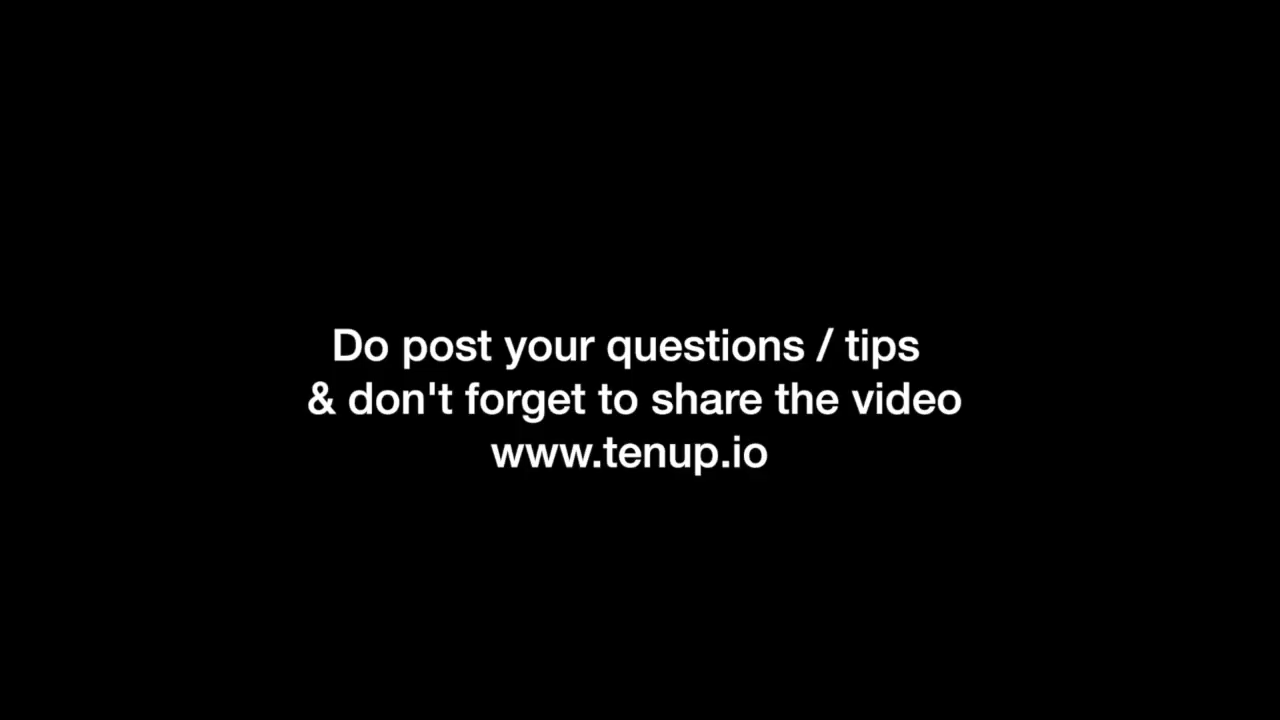 Do post your questions / tips
& don't forget to share the video
www.tenup.io